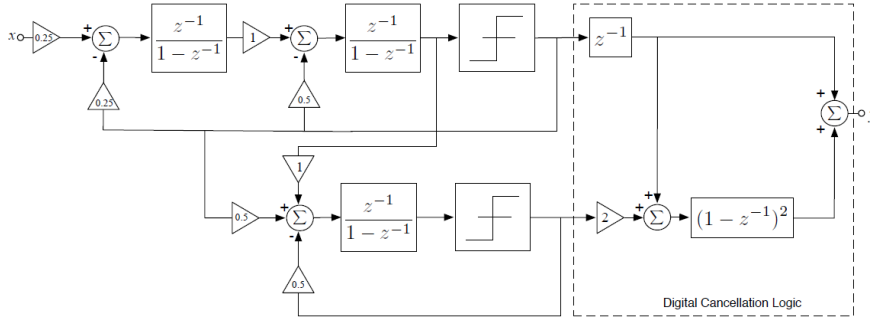 x
0.25
+
-
Σ
z⁻¹
1 − z⁻¹
1
+
-
Σ
z⁻¹
1 − z⁻¹
z⁻¹
0.25
0.5
+
+
Σ
1
0.5
+
+
-
Σ
z⁻¹
1 − z⁻¹
2
+
+
Σ
(1 − z⁻¹)²
0.5
Digital Cancellation Logic